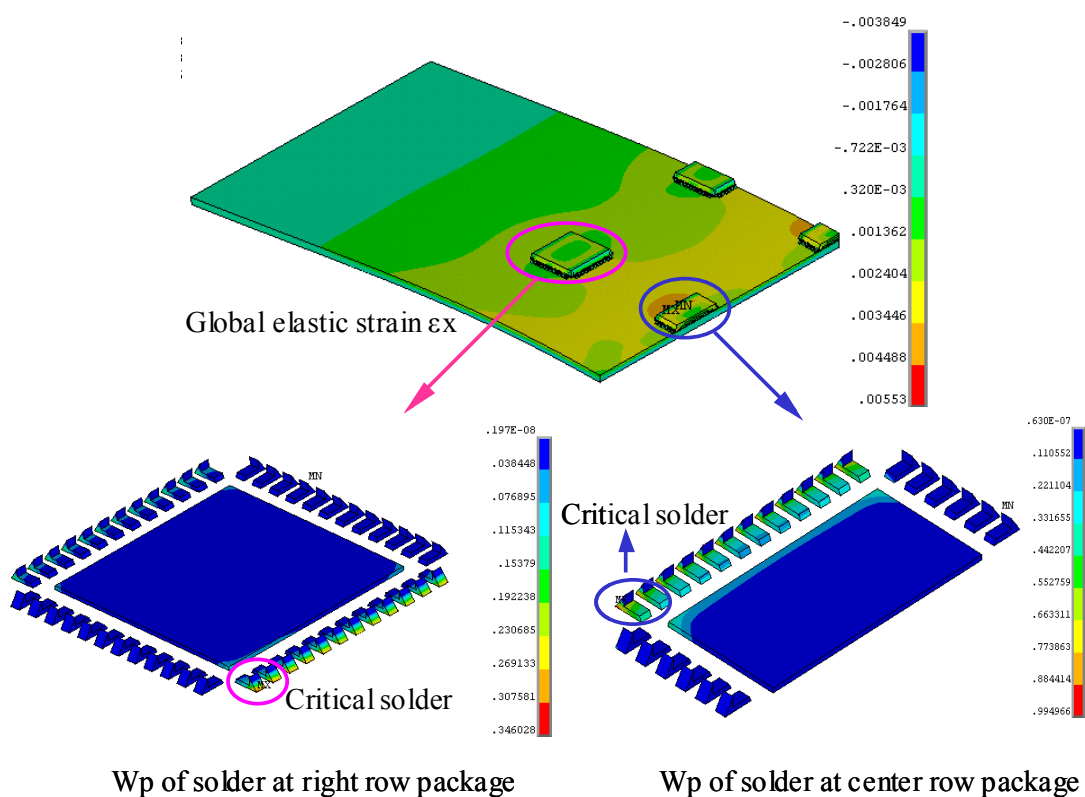 -.003849
-.002806
-.001764
-.722E-03
.320E-03
.001362
.002404
.003446
.004488
.00553
MN
MX
Global elastic strain εx
.197E-08
.038448
.076895
.115343
.15379
.192238
.230685
.269133
.307581
.346028
MN
MX
Critical solder
.630E-07
.110552
.221104
.331655
.442207
.552759
.663311
.773863
.884414
.994966
MN
Critical solder
Wp of solder at right row package
Wp of solder at center row package